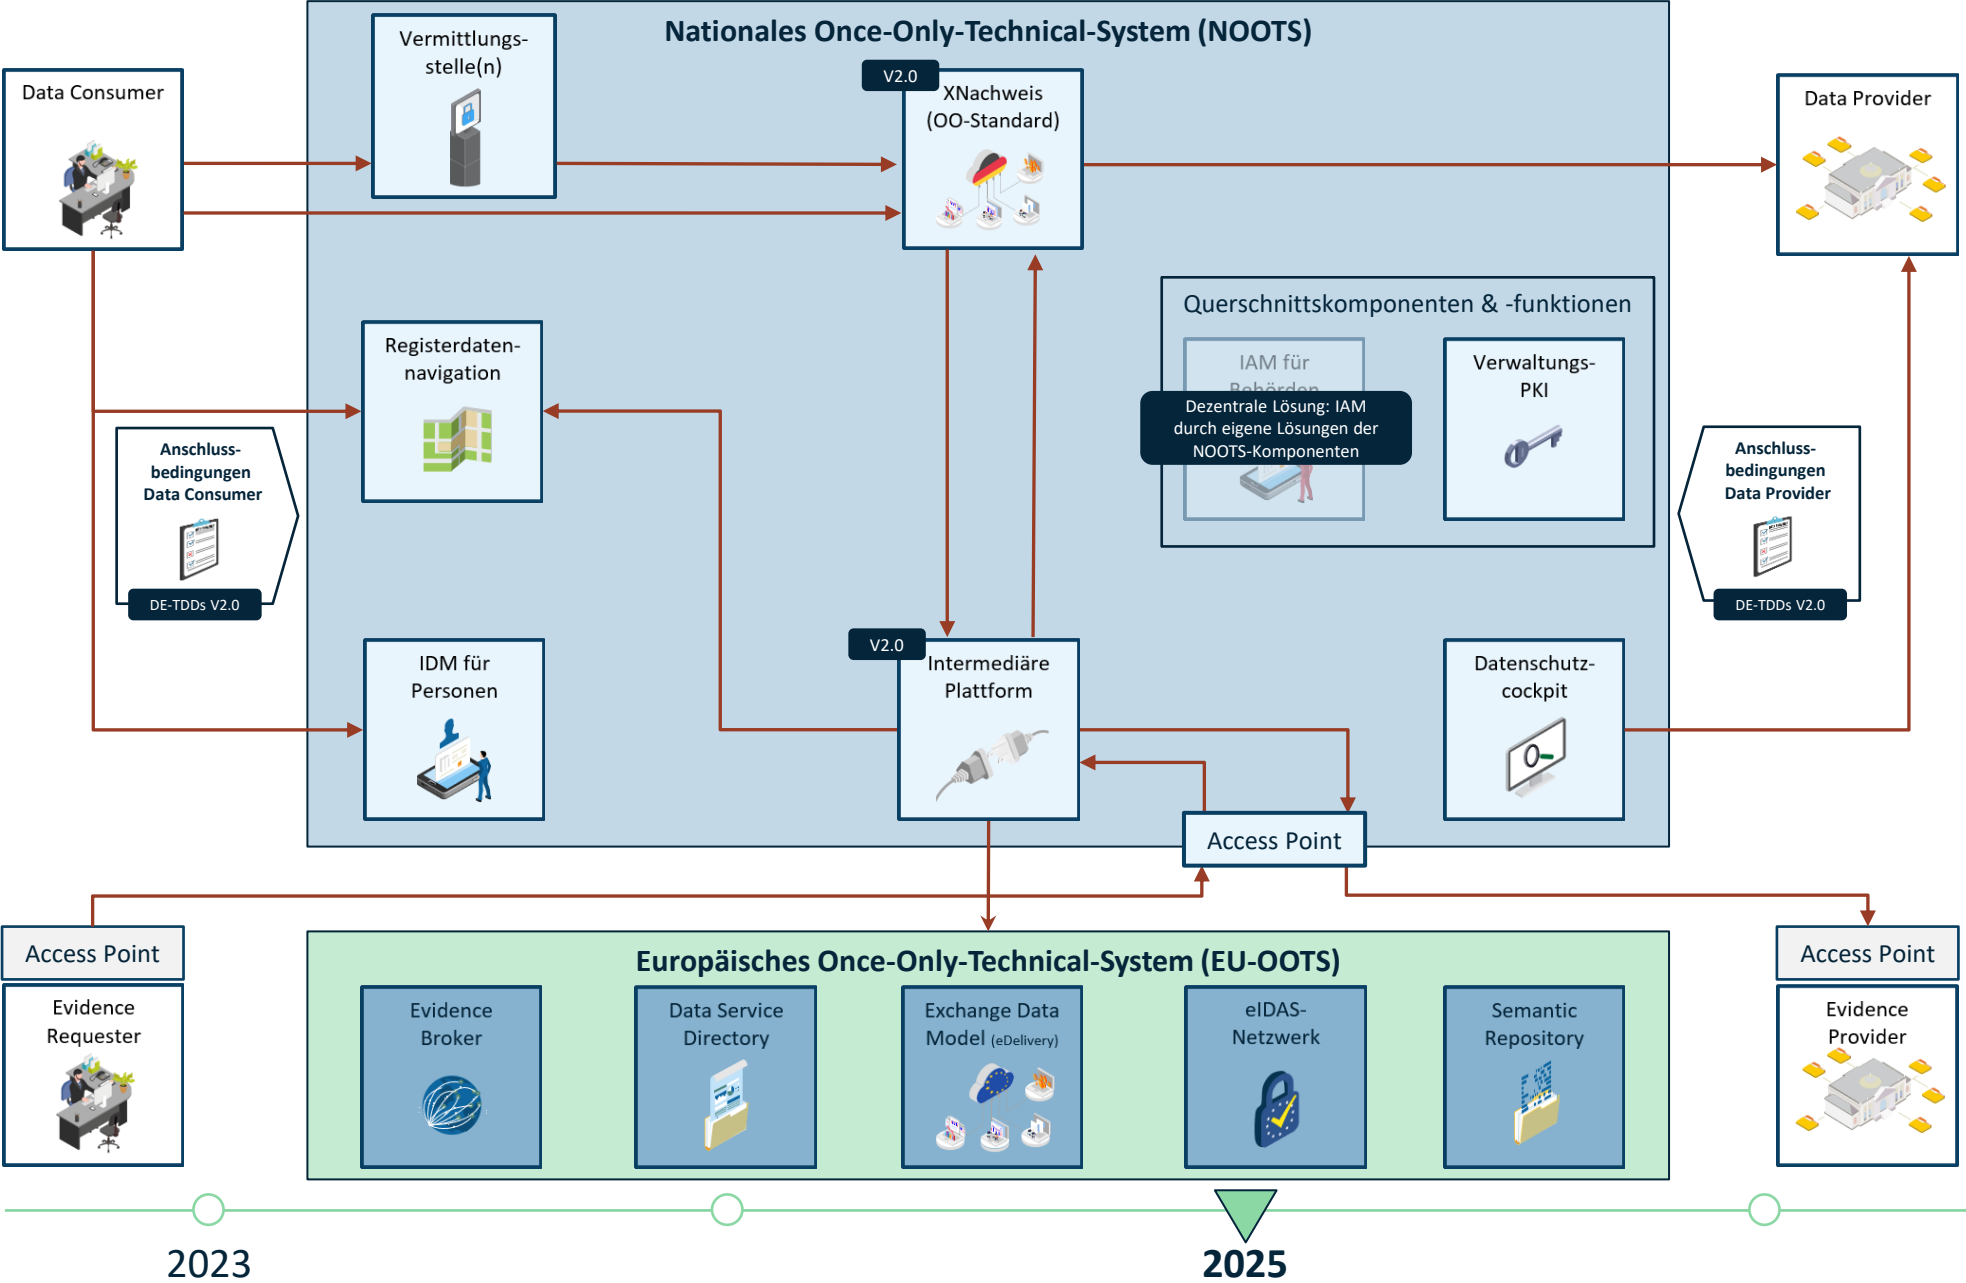 Nationales Once-Only-Technical-System (NOOTS)
Data Consumer
Vermittlungs-
stelle(n)
V2.0
XNachweis
(OO-Standard)
Data Provider
Querschnittskomponenten & -funktionen
IAM für
Behörden
Dezentrale Lösung: IAM
durch eigene Lösungen der
NOOTS-Komponenten
Verwaltungs-
PKI
Registerdaten-
navigation
Anschluss-
bedingungen
Data Consumer
DE-TDDs V2.0
Anschluss-
bedingungen
Data Provider
DE-TDDs V2.0
IDM für
Personen
V2.0
Intermediäre
Plattform
Datenschutz-
cockpit
Access Point
Access Point
Evidence
Requester
Access Point
Evidence
Provider
Europäisches Once-Only-Technical-System (EU-OOTS)
Evidence
Broker
Data Service
Directory
Exchange Data
Model (eDelivery)
eIDAS-
Netzwerk
Semantic
Repository
2023
2025